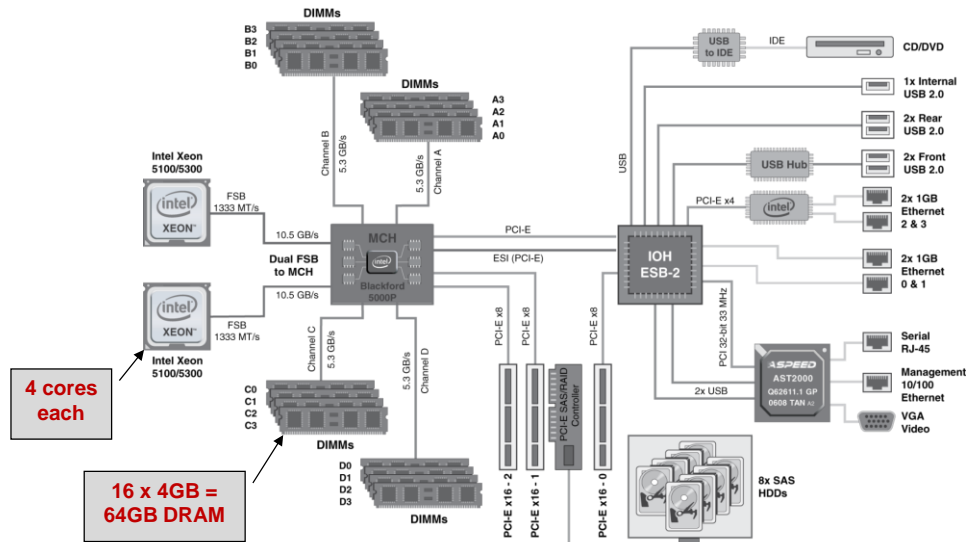 DIMMs
B3
B2
B1
B0
DIMMs
A3
A2
A1
A0
Channel B
5.3 GB/s
5.3 GB/s
Channel A
Intel Xeon
5100/5300
intel
XEON™
FSB
1333 MT/s
10.5 GB/s
Dual FSB
to MCH
10.5 GB/s
intel
XEON™
FSB
1333 MT/s
Intel Xeon
5100/5300
MCH
intel
Blackford
5000P
4 cores
each
Channel C
5.3 GB/s
5.3 GB/s
Channel D
C0
C1
C2
C3
DIMMs
D0
D1
D2
D3
DIMMs
16 x 4GB =
64GB DRAM
PCI-E
ESI (PCI-E)
PCI-E x8
PCI-E x8
PCI-E x8
PCI-E x16 - 2
PCI-E x16 - 1
PCI-E SAS/RAID
Controller
PCI-E x16 - 0
USB
USB
to IDE
IDE
CD/DVD
1x Internal
USB 2.0
2x Rear
USB 2.0
USB Hub
2x Front
USB 2.0
PCI-E x4
intel
2x 1GB
Ethernet
2 & 3
IOH
ESB-2
2x 1GB
Ethernet
0 & 1
PCI 32-bit 33 MHz
2x USB
ASPEED
AST2000
Q62611.1 GP
0608 TAN A2
Serial
RJ-45
Management
10/100
Ethernet
VGA
Video
8x SAS
HDDs